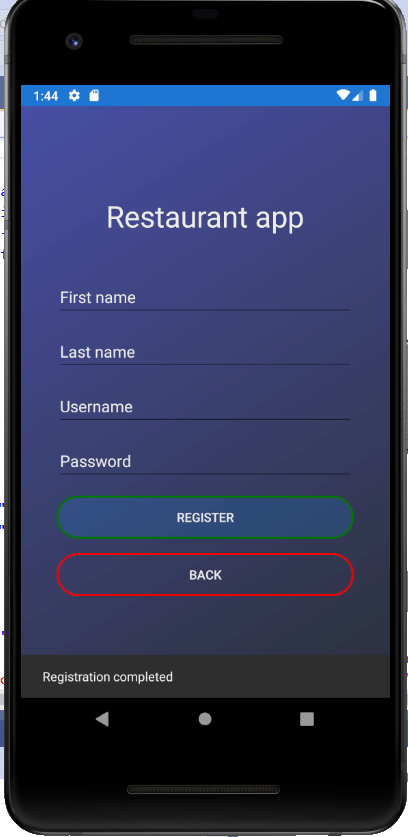 1:44
Restaurant app
First name
Last name
Username
Password
REGISTER
BACK
Registration completed